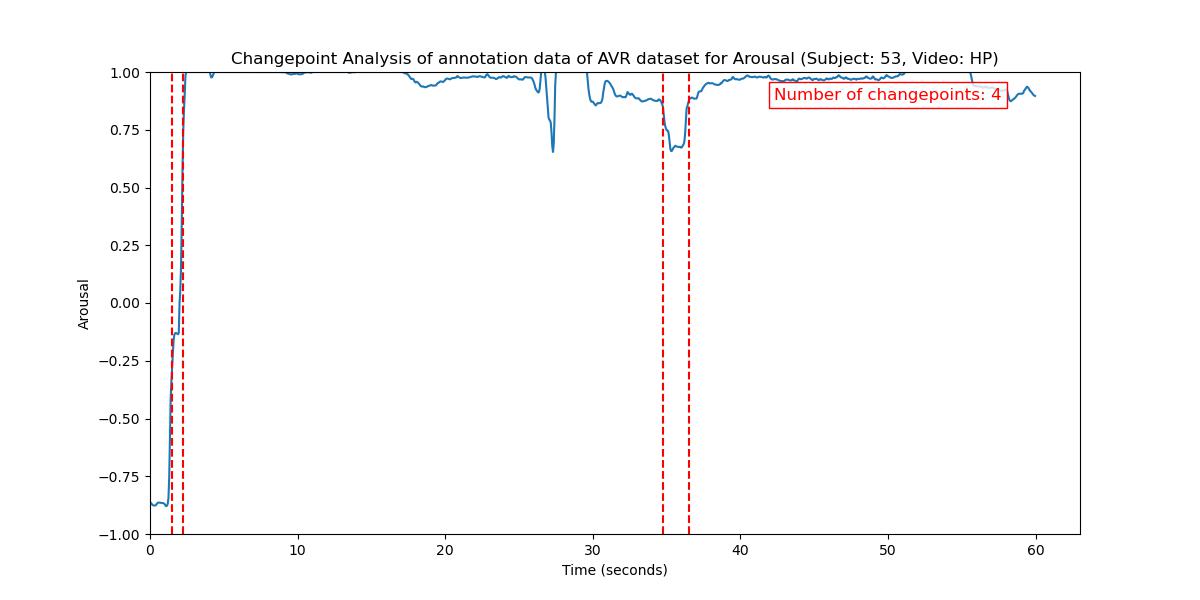 Changepoint Analysis of annotation data of AVR dataset for Arousal (Subject: 53, Video: HP)
1.00
Number of changepoints: 4
0.75
0.50
0.25
0.00
−0.25
−0.50
−0.75
−1.00
Arousal
0 10 20 30 40 50 60
Time (seconds)